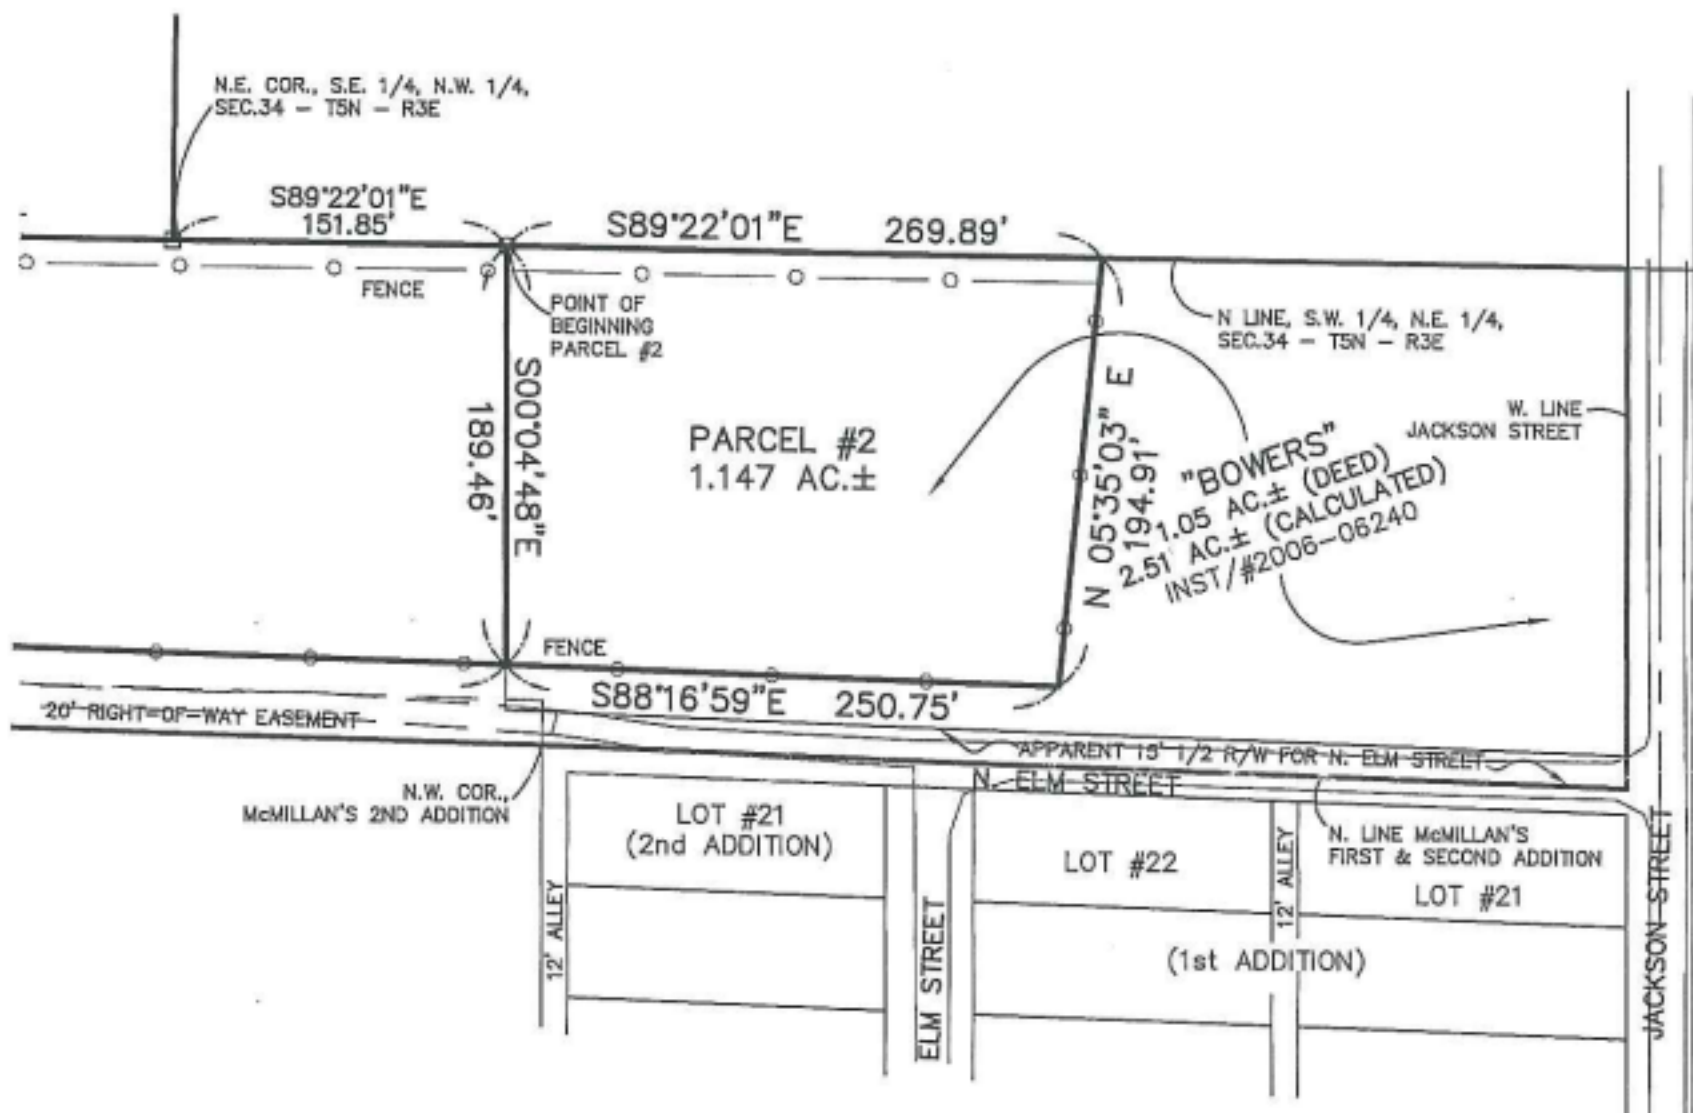 N.E. COR., S.E. 1/4, N.W. 1/4,
SEC.34 - T5N - R3E
S89°22'01"E
151.85'
S89°22'01"E 269.89'
FENCE
POINT OF
BEGINNING
PARCEL #2
N LINE, S.W. 1/4, N.E. 1/4,
SEC.34 - T5N - R3E
W. LINE
JACKSON STREET
S00°04'48"E
189.46'
PARCEL #2
1.147 AC.±
N 05°35'03" E
194.91'
"BOWERS"
1.05 AC.± (DEED)
2.51 AC.± (CALCULATED)
INST/#2006-06240
FENCE
S88°16'59"E 250.75'
20' RIGHT-OF-WAY EASEMENT
APPARENT 15' 1/2 R/W FOR N. ELM STREET
N. ELM STREET
N.W. COR.,
McMILLAN'S 2ND ADDITION
LOT #21
(2nd ADDITION)
LOT #22
N. LINE McMILLAN'S
FIRST & SECOND ADDITION
LOT #21
(1st ADDITION)
12' ALLEY
ELM STREET
12' ALLEY
JACKSON STREET